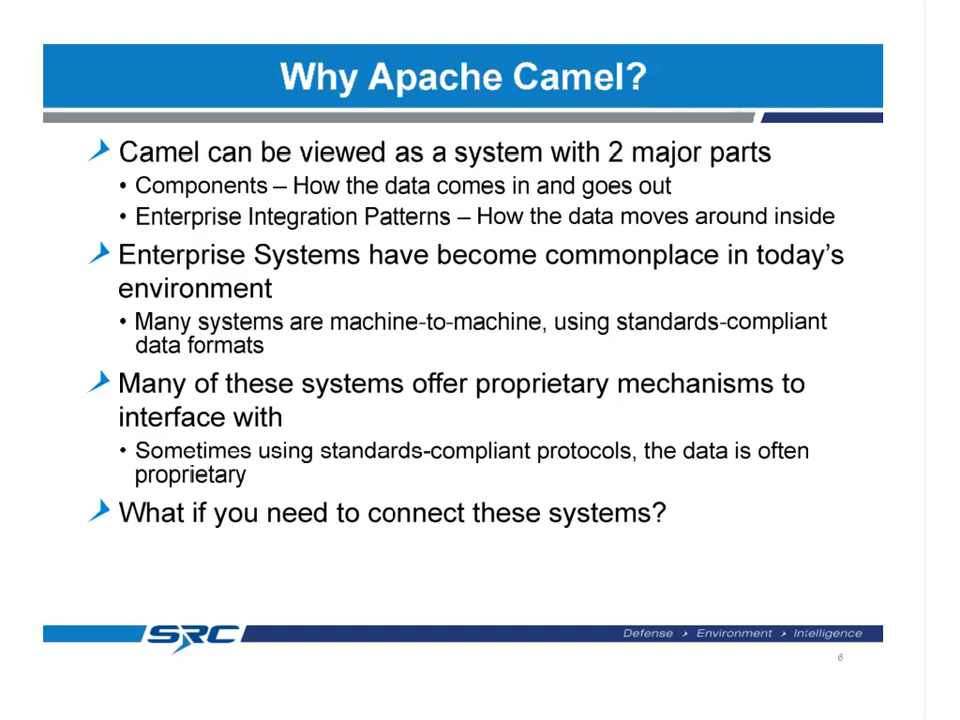 Why Apache Camel?
Camel can be viewed as a system with 2 major parts
• Components – How the data comes in and goes out
• Enterprise Integration Patterns – How the data moves around inside
Enterprise Systems have become commonplace in today's
environment
• Many systems are machine-to-machine, using standards-compliant
data formats
Many of these systems offer proprietary mechanisms to
interface with
• Sometimes using standards-compliant protocols, the data is often
proprietary
What if you need to connect these systems?
SRC
Defense Environment Intelligence